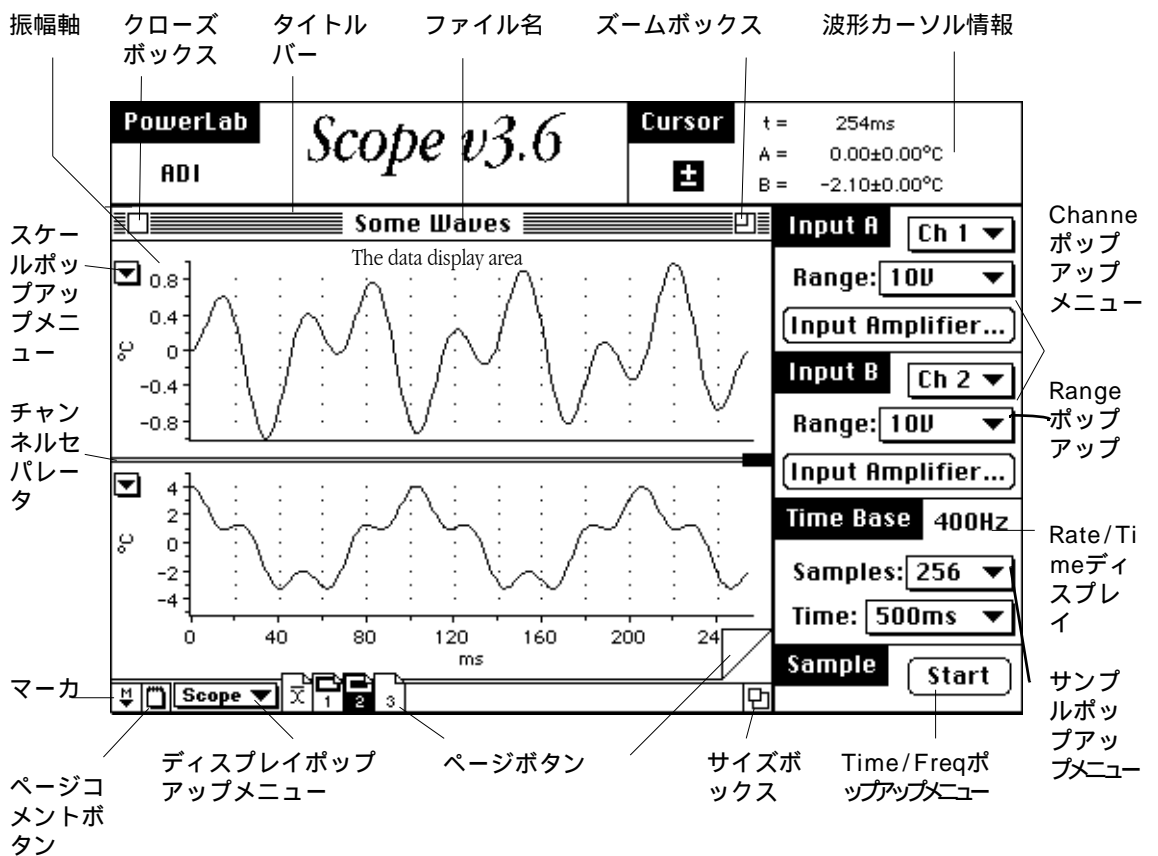 振幅軸
クローズ
ボックス
タイトル
バー
ファイル名
ズームボックス
波形カーソル情報
PowerLab
ADI
Scope v3.6
Cursor
±
t = 254ms
A = 0.00±0.00°C
B = -2.10±0.00°C
Some Waves
The data display area
スケー
ルポッ
プアッ
プメニ
ュー
0.8
0.4
0
-0.4
-0.8
°C
チャン
ネルセ
パレー
タ
4
2
0
-2
-4
°C
0 40 80 120 160 200 24
ms
Input A
Ch 1
Range: 10V
Input Amplifier...
Input B
Ch 2
Range: 10V
Input Amplifier...
Time Base 400Hz
Samples: 256
Time: 500ms
Sample
Start
Channe
ポップ
アップ
メニュー
Range
ポップ
アップ
Rate/Ti
meディ
スプレ
イ
サンプ
ルポッ
プアッ
プメニュー
マーカ
M
Scope
x̅
1
2
3
ページコ
メントボ
タン
ディスプレイポップ
アップメニュー
ページボタン
サイズボ
ックス
Time/Freqポ
ップアップメニュー